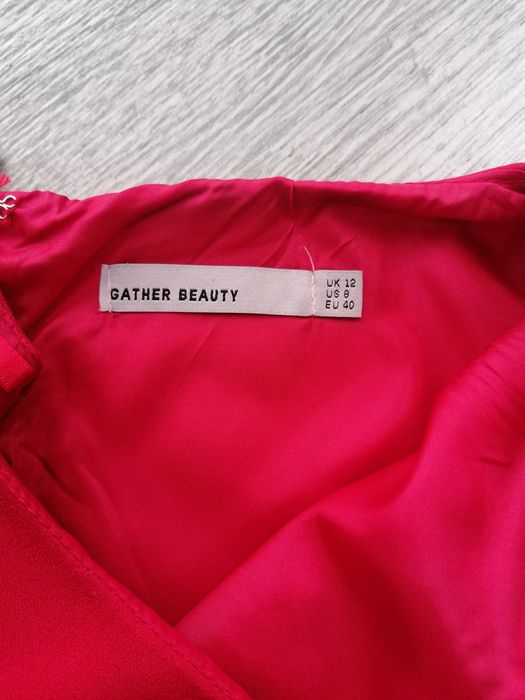 GATHER BEAUTY
UK 12
US 8
EU 40